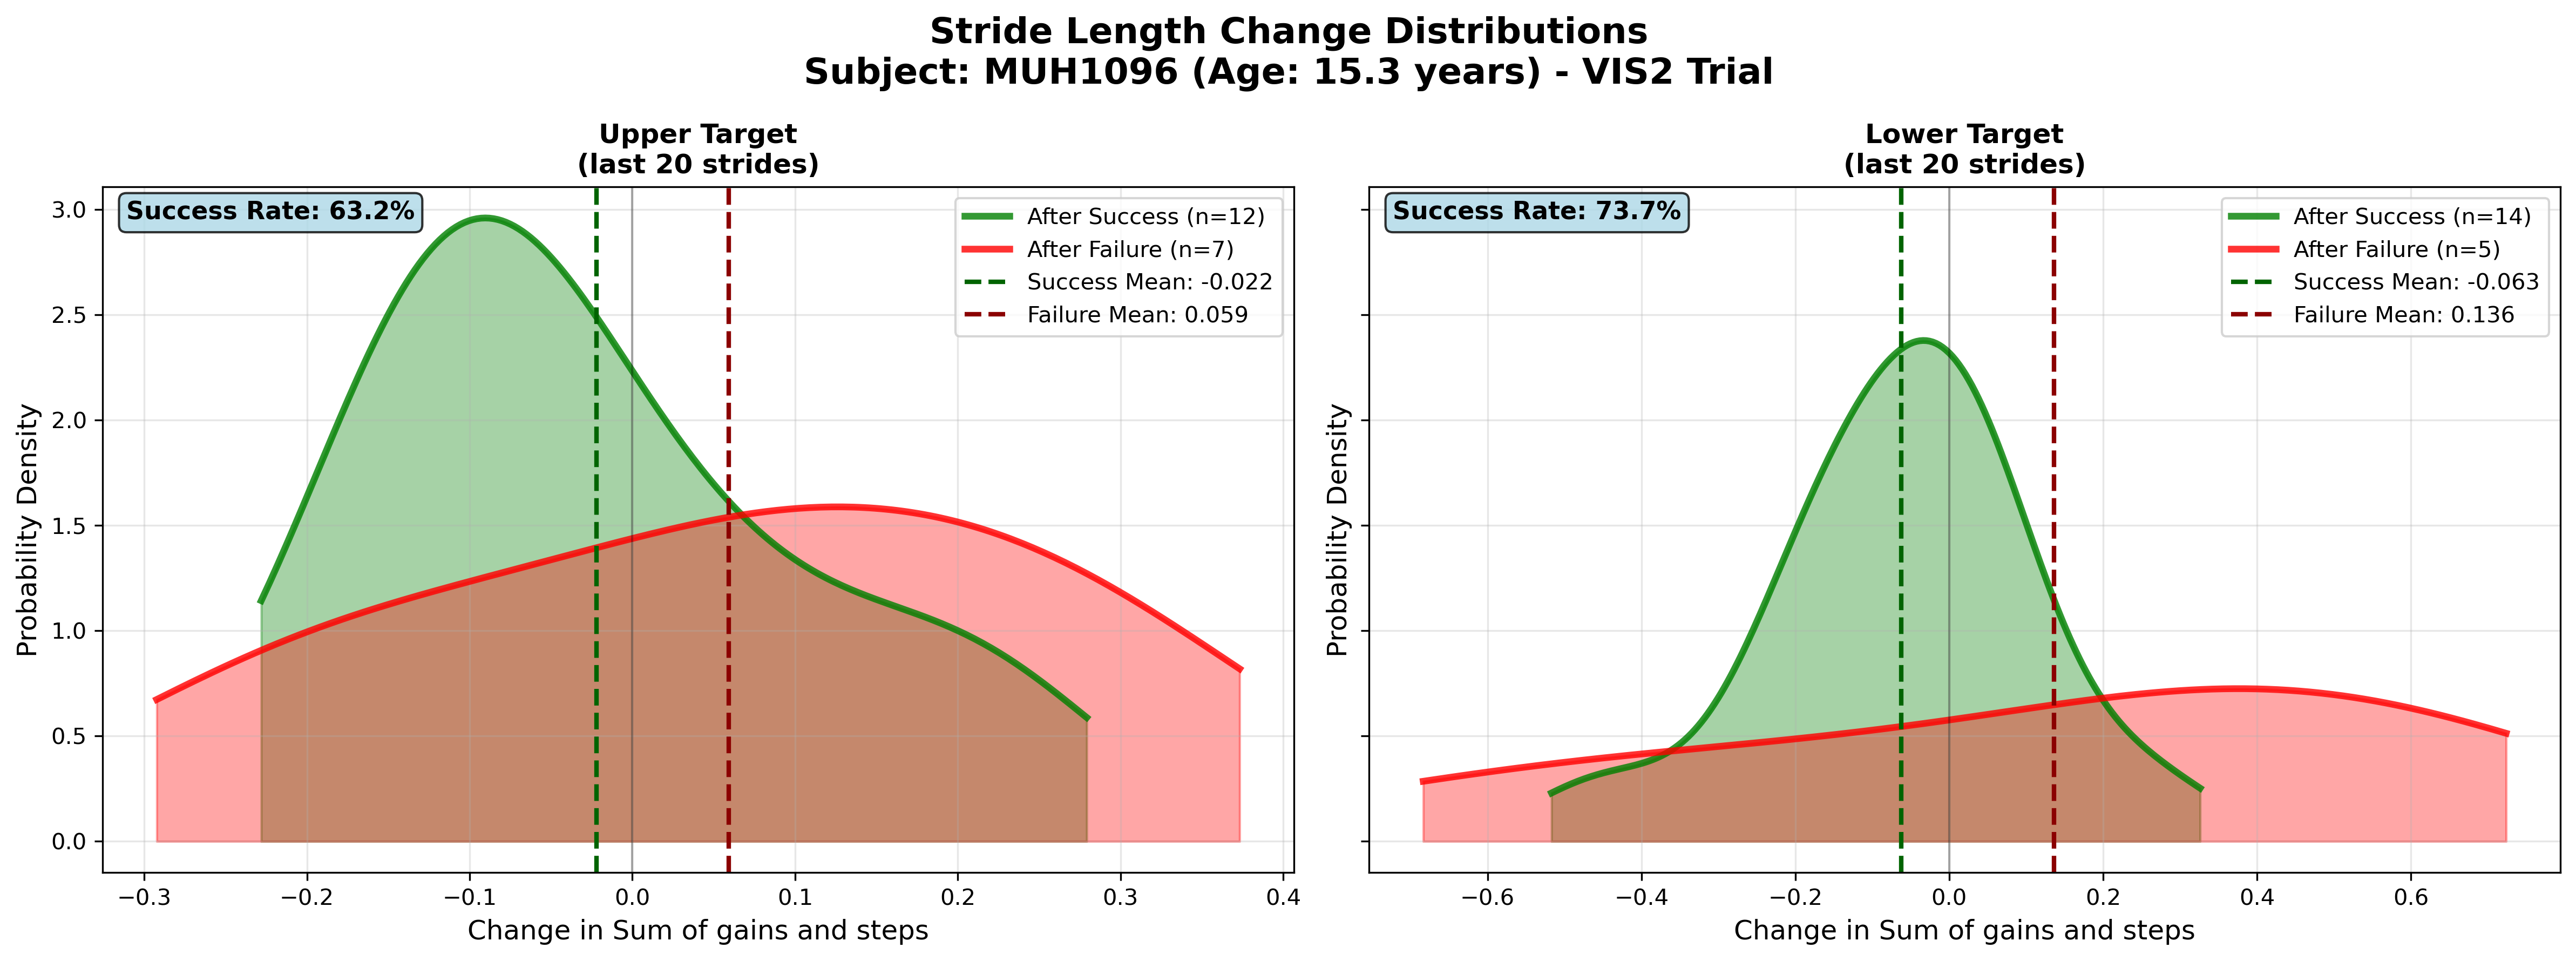 Stride Length Change Distributions
Subject: MUH1096 (Age: 15.3 years) - VIS2 Trial
Upper Target
(last 20 strides)
Success Rate: 63.2%
After Success (n=12)
After Failure (n=7)
Success Mean: -0.022
Failure Mean: 0.059
Probability Density
3.0
2.5
2.0
1.5
1.0
0.5
0.0
−0.3 −0.2 −0.1 0.0 0.1 0.2 0.3 0.4
Change in Sum of gains and steps
Lower Target
(last 20 strides)
Success Rate: 73.7%
After Success (n=14)
After Failure (n=5)
Success Mean: -0.063
Failure Mean: 0.136
Probability Density
−0.6 −0.4 −0.2 0.0 0.2 0.4 0.6
Change in Sum of gains and steps